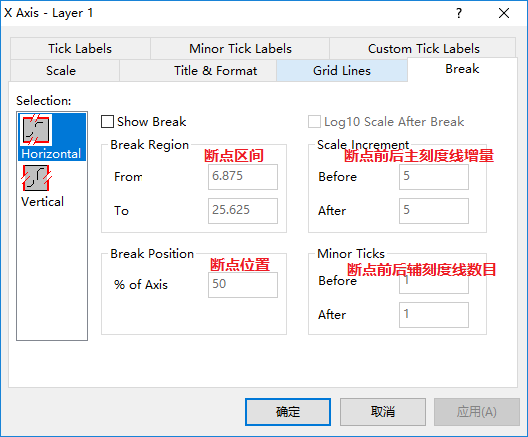 X Axis - Layer 1
?
Tick Labels
Minor Tick Labels
Custom Tick Labels
Scale
Title & Format
Grid Lines
Break
Selection:
Horizontal
Vertical
Show Break
Log10 Scale After Break
Break Region
断点区间
From
6.875
To
25.625
Scale Increment
断点前后主刻度线增量
Before
5
After
5
Break Position
断点位置
% of Axis
50
Minor Ticks
断点前后辅刻度线数目
Before
1
After
1
确定
取消
应用(A)